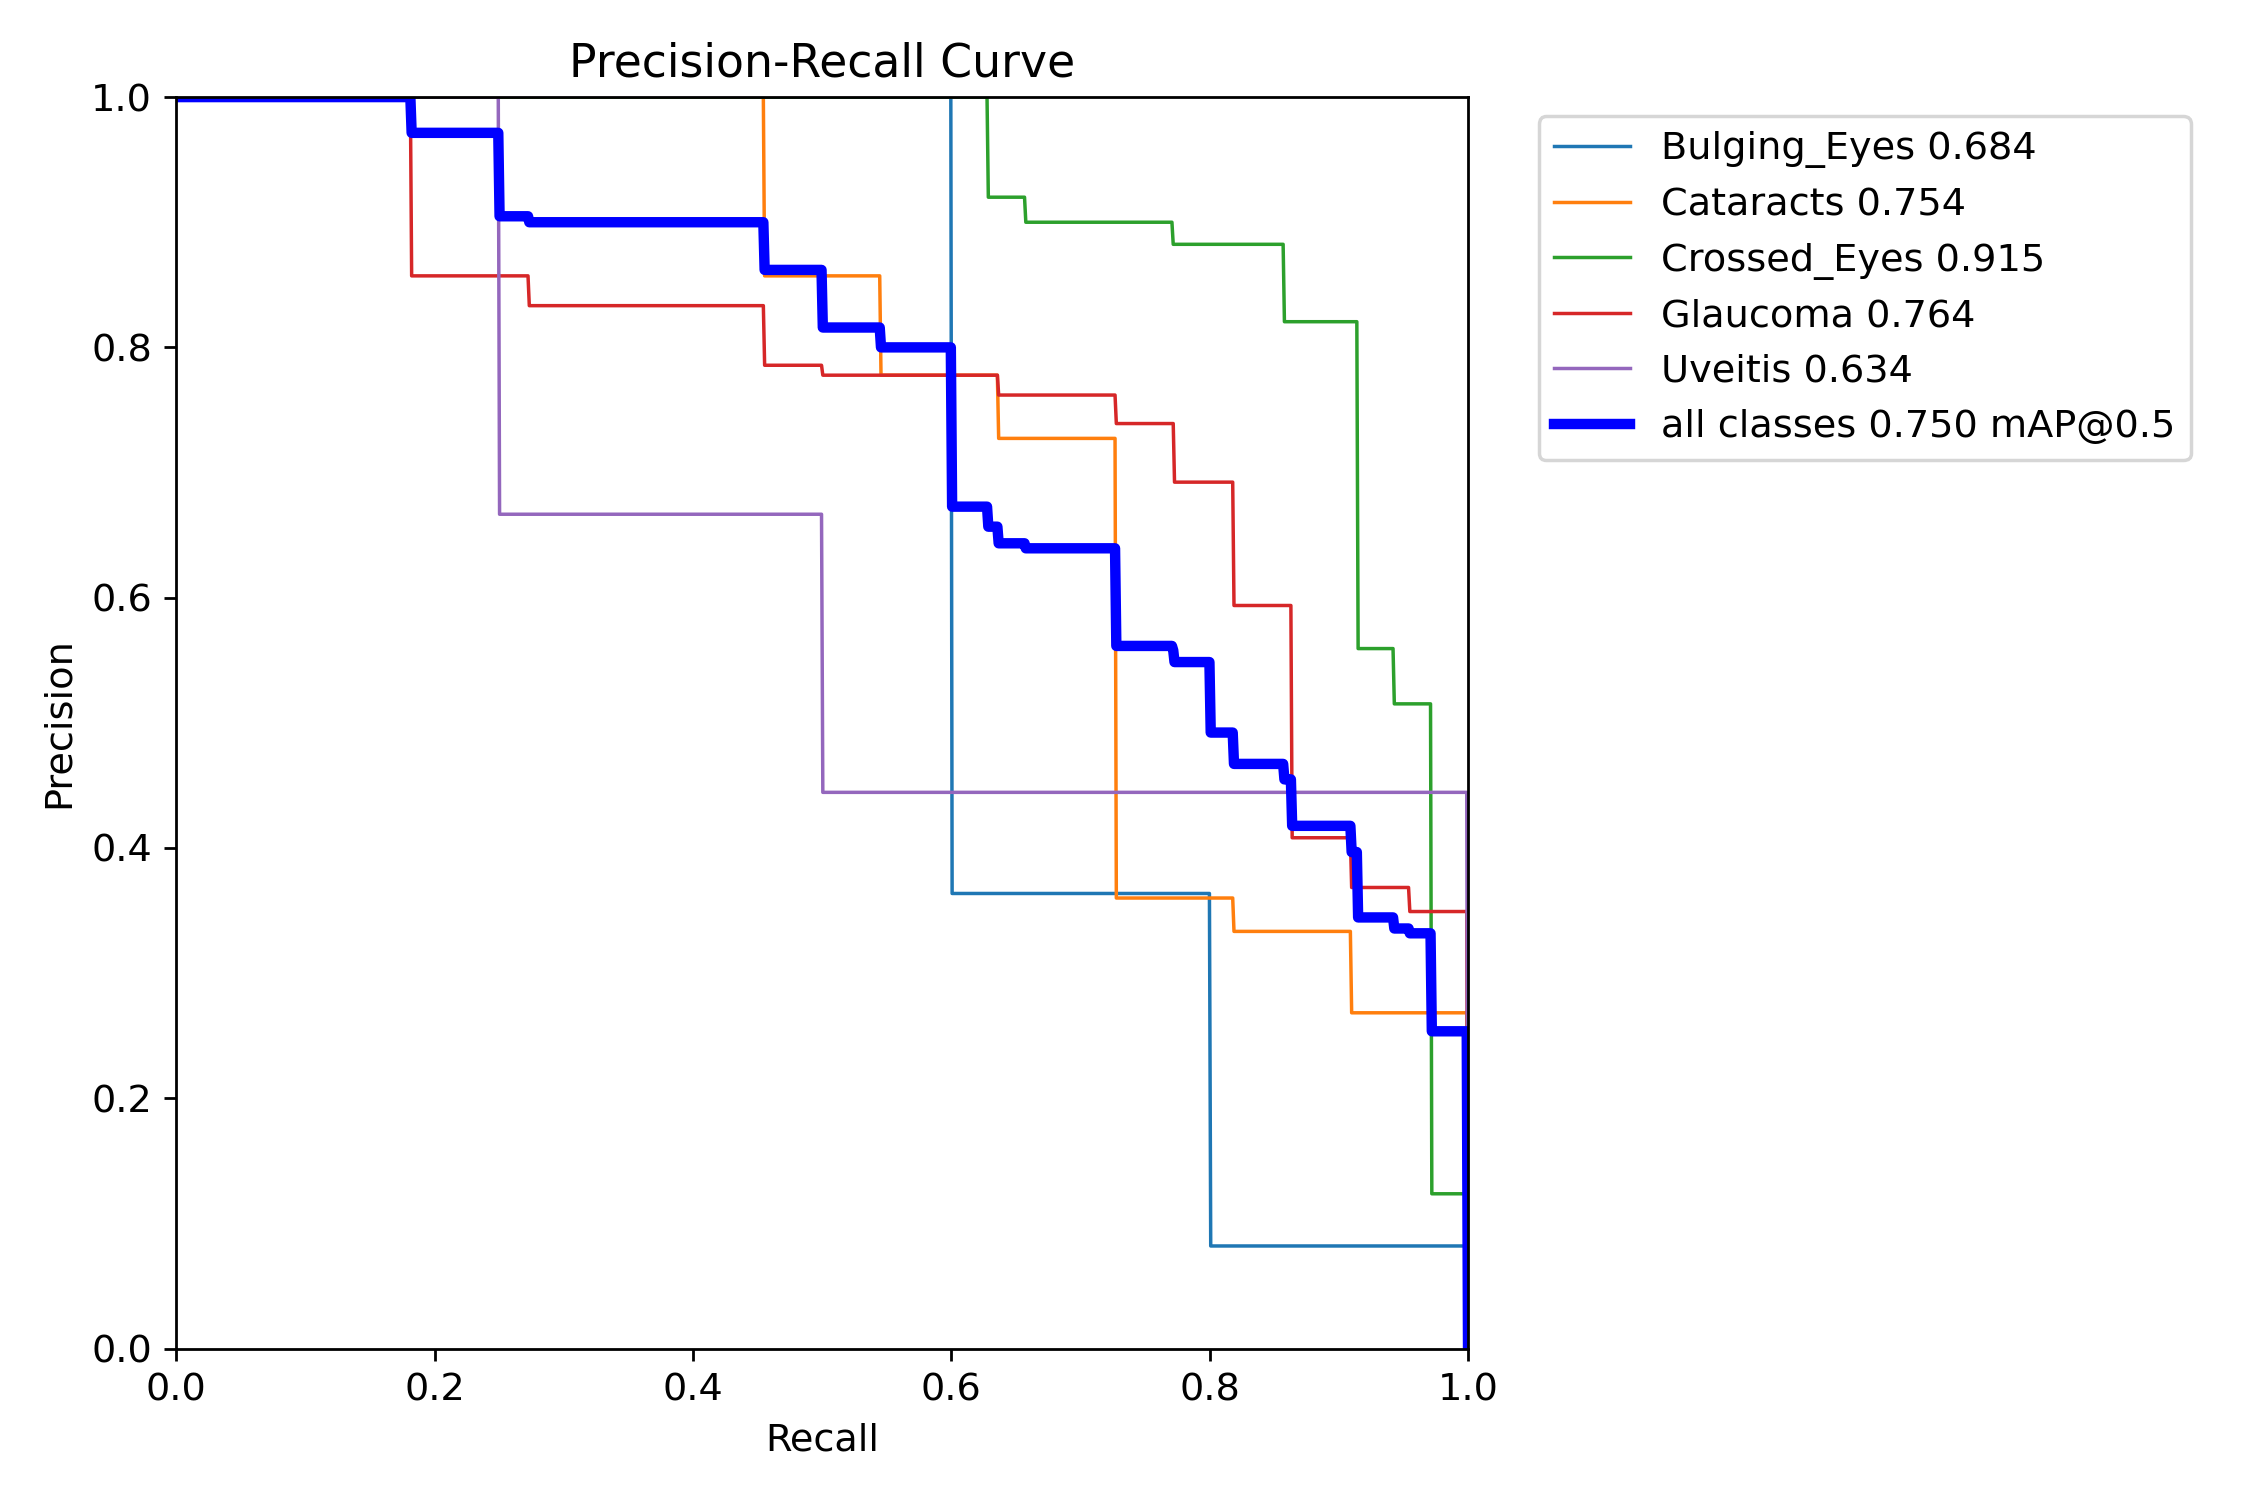 Precision-Recall Curve
1.0
0.8
0.6
0.4
0.2
0.0
Precision
0.0 0.2 0.4 0.6 0.8 1.0
Recall
Bulging_Eyes 0.684
Cataracts 0.754
Crossed_Eyes 0.915
Glaucoma 0.764
Uveitis 0.634
all classes 0.750 mAP@0.5